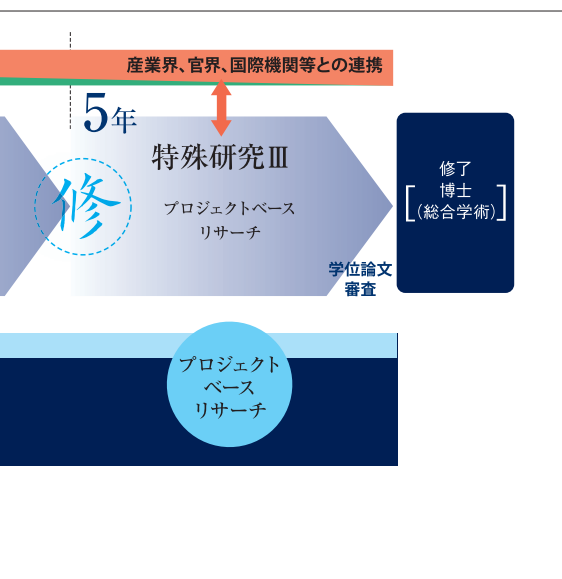 産業界、官界、国際機関等との連携
5年
特殊研究Ⅲ
修
プロジェクトベース
リサーチ
修了
博士
（総合学術）
学位論文
審査
プロジェクト
ベース
リサーチ